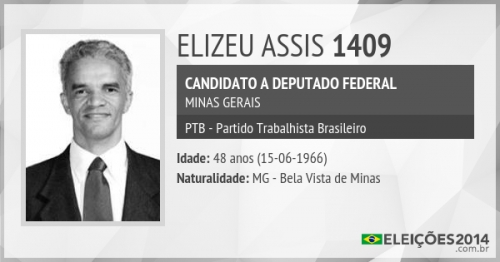 ELIZEU ASSIS 1409
CANDIDATO A DEPUTADO FEDERAL
MINAS GERAIS
PTB - Partido Trabalhista Brasileiro
Idade: 48 anos (15-06-1966)
Naturalidade: MG - Bela Vista de Minas
ELEIÇÕES2014
.com.br